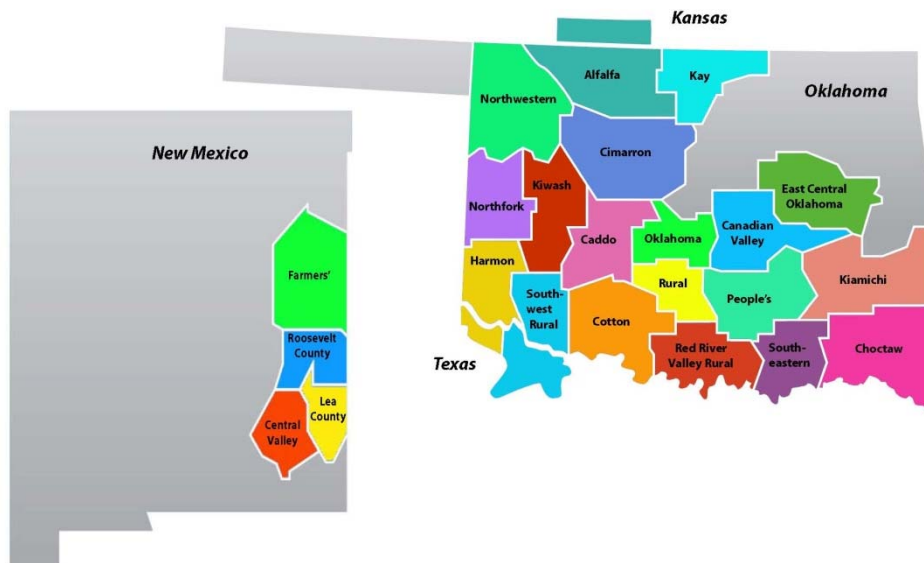 Kansas
Alfalfa
Kay
Northwestern
Oklahoma
New Mexico
Cimarron
Kiwash
East Central
Oklahoma
Northfork
Canadian
Valley
Caddo
Oklahoma
Harmon
Farmers'
Rural
People's
Kiamichi
South-
west
Rural
Cotton
Roosevelt
County
Red River
Valley Rural
South-
eastern
Choctaw
Texas
Lea
County
Central
Valley